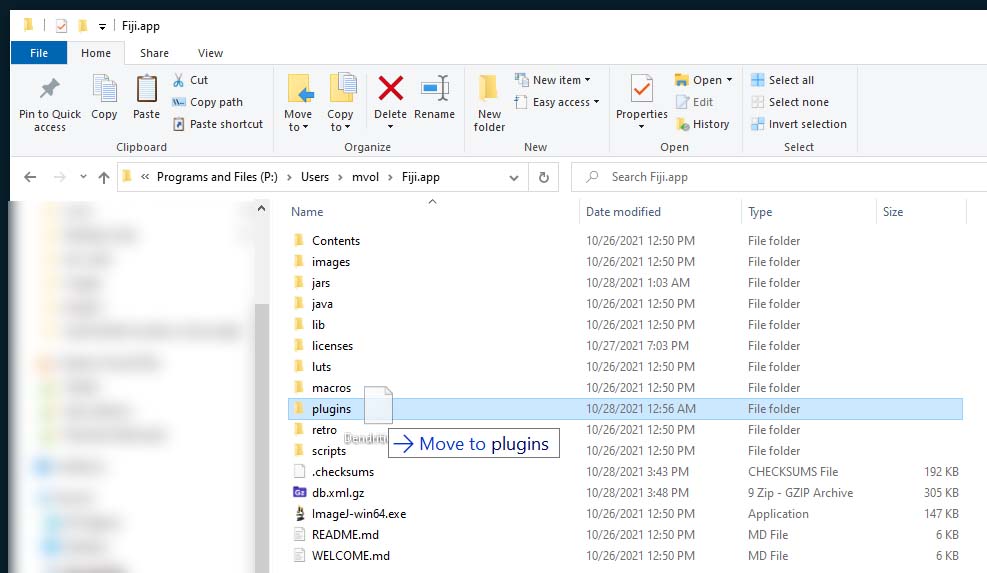 Fiji.app
File Home Share View
Pin to Quick access
Copy
Paste
Cut
Copy path
Paste shortcut
Clipboard
Move to
Copy to
Delete
Rename
Organize
New folder
New item
Easy access
New
Properties
Open
Edit
History
Open
Select all
Select none
Invert selection
Select
« Programs and Files (P:) > Users > mvol > Fiji.app
Search Fiji.app
Name Date modified Type Size
Contents 10/26/2021 12:50 PM File folder
images 10/26/2021 12:50 PM File folder
jars 10/28/2021 1:03 AM File folder
java 10/26/2021 12:50 PM File folder
lib 10/26/2021 12:50 PM File folder
licenses 10/27/2021 7:03 PM File folder
luts 10/26/2021 12:50 PM File folder
macros 10/26/2021 12:50 PM File folder
plugins 10/28/2021 12:56 AM File folder
retro 10/26/2021 12:50 PM File folder
Move to plugins
scripts 10/26/2021 12:50 PM File folder
.checksums 10/28/2021 3:43 PM CHECKSUMS File 192 KB
Gz
db.xml.gz 10/28/2021 3:48 PM 9 Zip - GZIP Archive 305 KB
ImageJ-win64.exe 10/26/2021 12:50 PM Application 147 KB
README.md 10/26/2021 12:50 PM MD File 6 KB
WELCOME.md 10/26/2021 12:50 PM MD File 6 KB